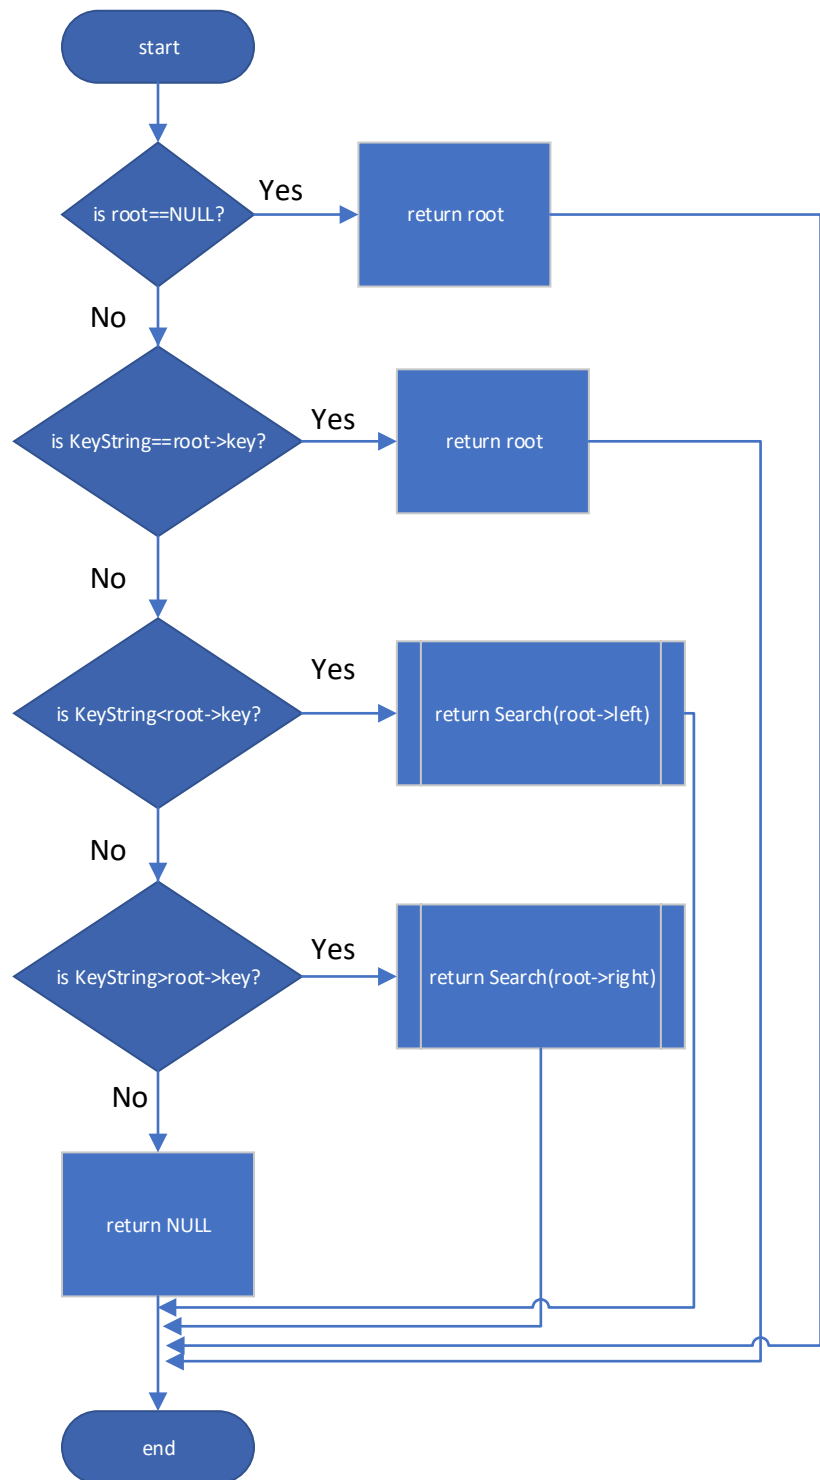 start
is root==NULL?
Yes
return root
No
is KeyString==root->key?
Yes
return root
No
is KeyString<root->key?
Yes
return Search(root->left)
No
is KeyString>root->key?
Yes
return Search(root->right)
No
return NULL
end